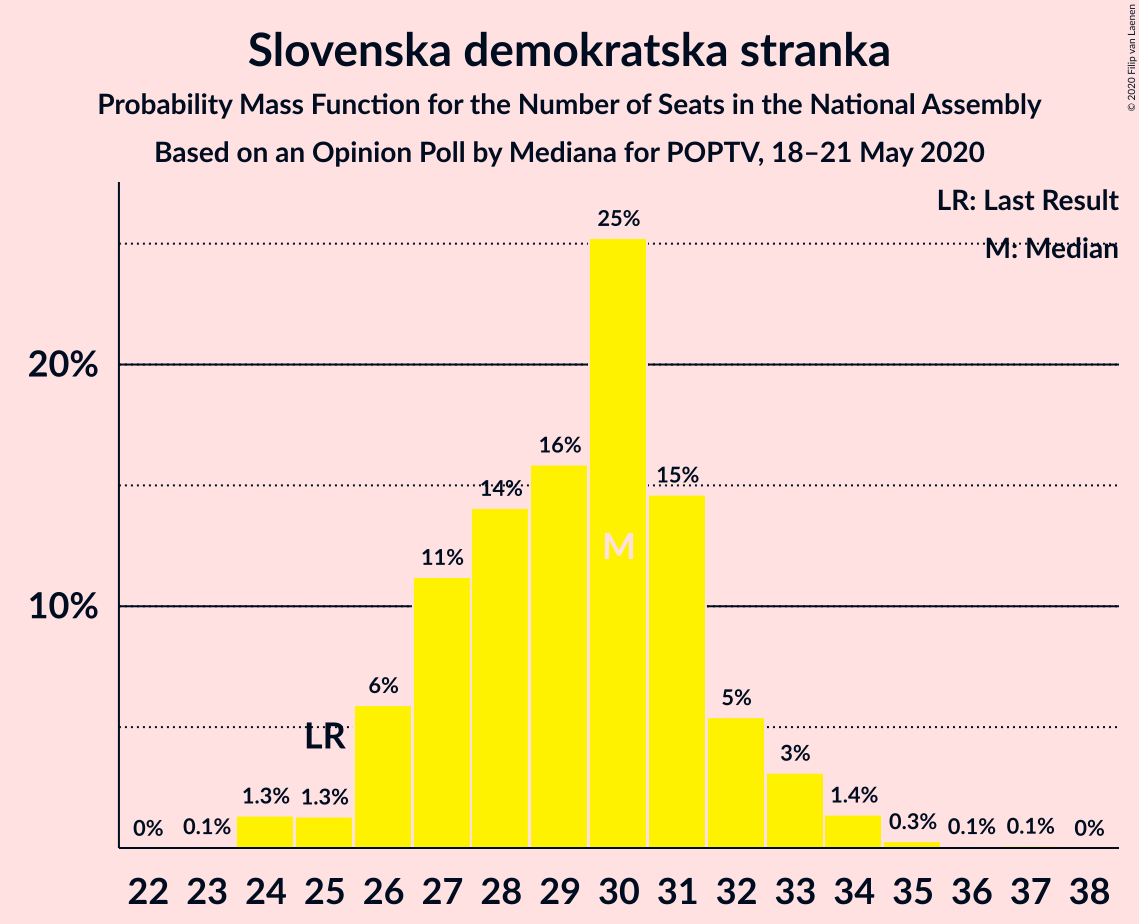 Slovenska demokratska stranka
Probability Mass Function for the Number of Seats in the National Assembly
Based on an Opinion Poll by Mediana for POPTV, 18–21 May 2020
© 2020 Filip van Laenen
LR: Last Result
M: Median
20%
10%
0%
0.1%
1.3%
1.3%
LR
6%
11%
14%
16%
25%
M
15%
5%
3%
1.4%
0.3%
0.1%
0.1%
0%
22 23 24 25 26 27 28 29 30 31 32 33 34 35 36 37 38